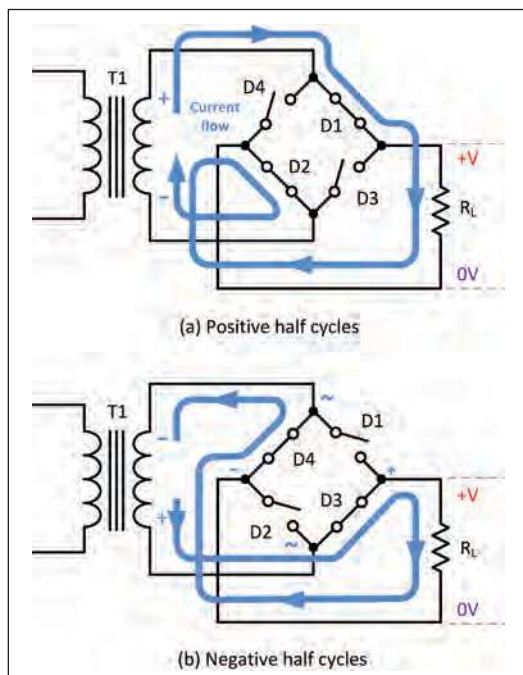 T1
+
-
Current
flow
D4
D1
D2
D3
+V
RL
0V
(a) Positive half cycles
T1
-
+
~
D1
D4
-
+
D3
D2
~
+V
RL
0V
(b) Negative half cycles